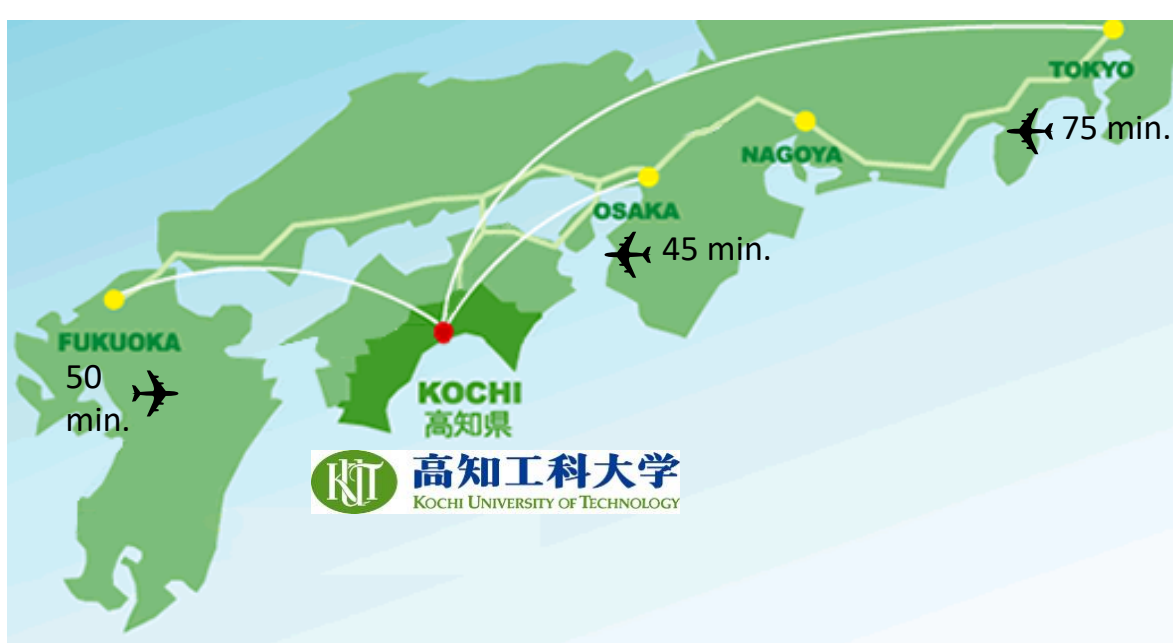 TOKYO
75 min.
NAGOYA
OSAKA
45 min.
FUKUOKA
50
min.
KOCHI
高知県
KUT
高知工科大学
KOCHI UNIVERSITY OF TECHNOLOGY